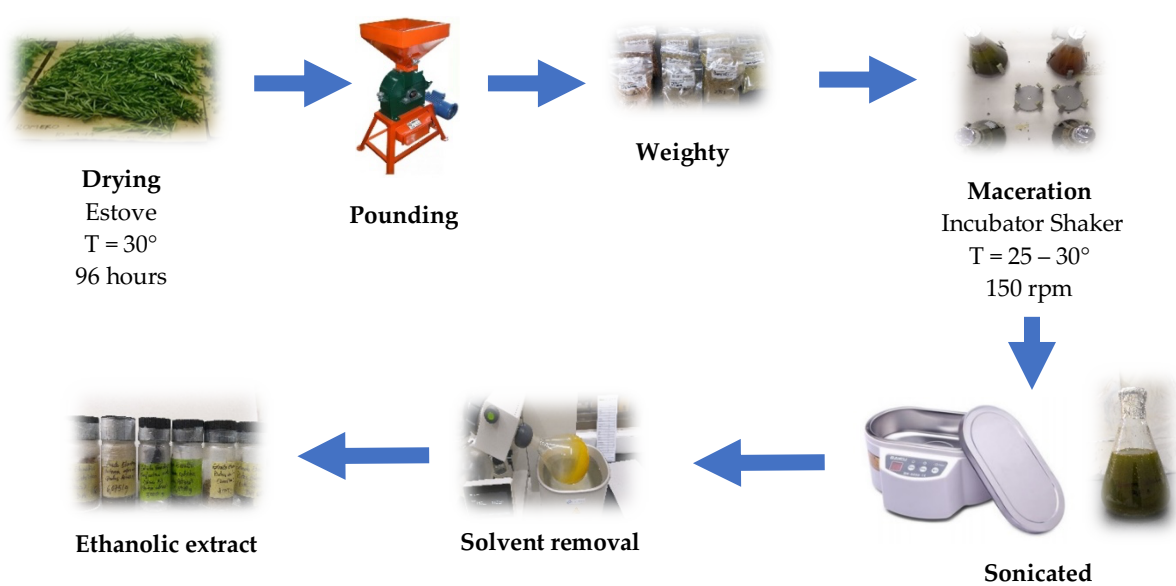 Drying
Estove
T = 30°
96 hours
Pounding
Weighty
Maceration
Incubator Shaker
T = 25 – 30°
150 rpm
Sonicated
Solvent removal
Ethanolic extract